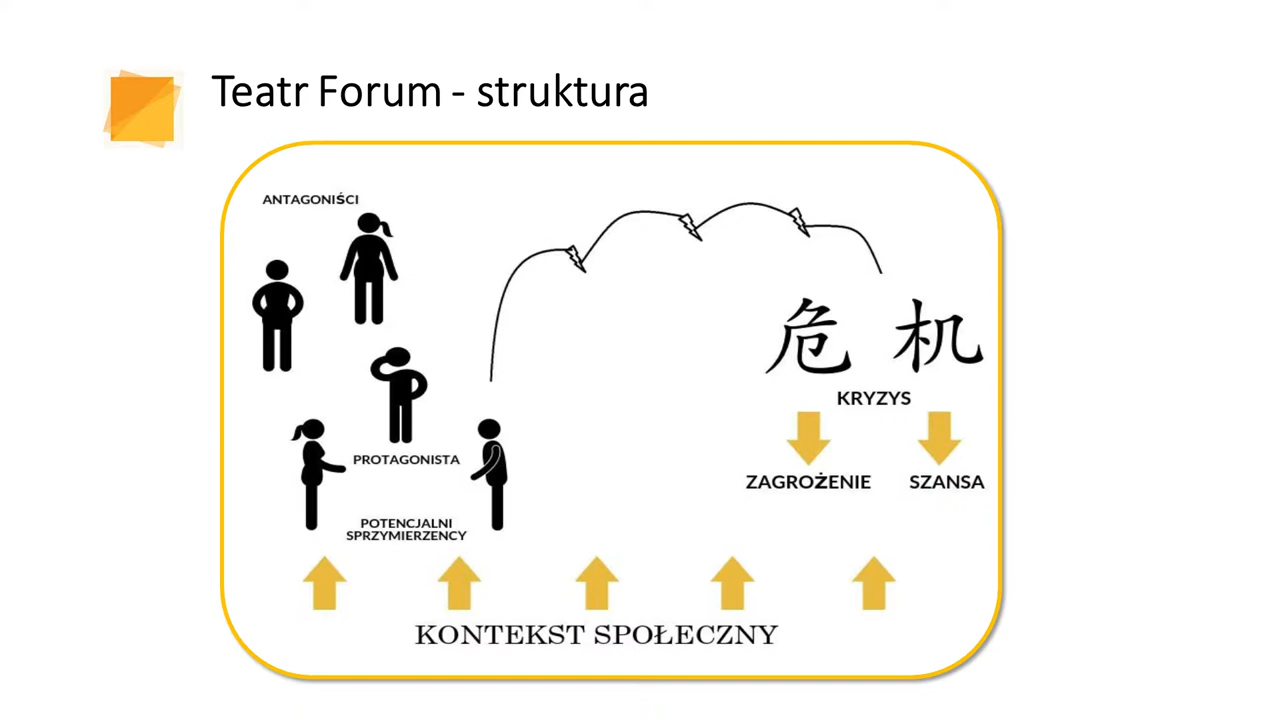 Teatr Forum - struktura
ANTAGONIŚCI
危机
KRYZYS
PROTAGONISTA
ZAGROŻENIE
SZANSA
POTENCJALNI
SPRZYMIERZENCY
KONTEKST SPOŁECZNY